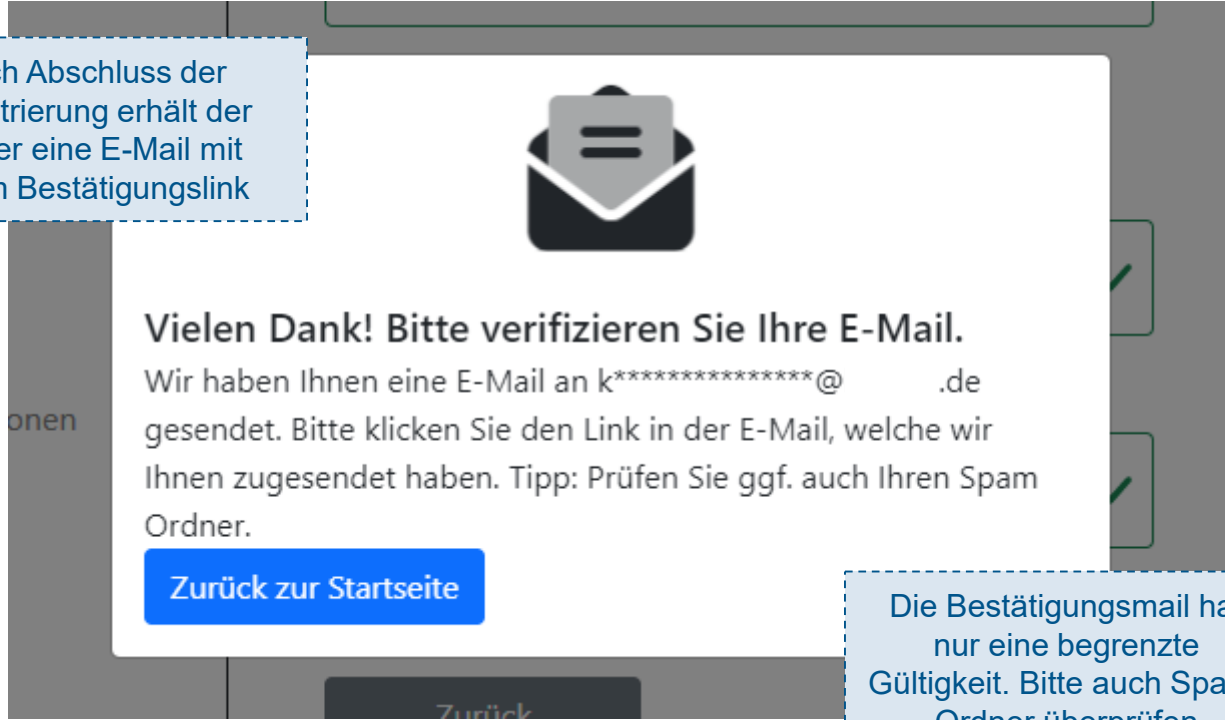 ch Abschluss der
trierung erhält der
er eine E-Mail mit
n Bestätigungslink
Vielen Dank! Bitte verifizieren Sie Ihre E-Mail.
Wir haben Ihnen eine E-Mail an k***************@ .de
gesendet. Bitte klicken Sie den Link in der E-Mail, welche wir
Ihnen zugesendet haben. Tipp: Prüfen Sie ggf. auch Ihren Spam
Ordner.
onen
Zurück zur Startseite
Die Bestätigungsmail ha
nur eine begrenzte
Gültigkeit. Bitte auch Spa
Ordner überprüfen
Zurück